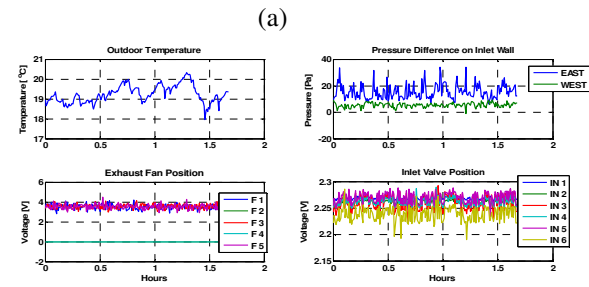 (a)
Outdoor Temperature
Temperature [ °C]
21
20
19
18
17
0 0.5 1 1.5 2
Pressure Difference on Inlet Wall
Pressure [Pa]
40
20
0
-20
0 0.5 1 1.5 2
EAST
WEST
Exhaust Fan Position
Voltage [V]
6
4
2
0
-2
0 0.5 1 1.5 2
Hours
F 1
F 2
F 3
F 4
F 5
Inlet Valve Position
Voltage [V]
2.3
2.25
2.2
2.15
0 0.5 1 1.5 2
Hours
IN 1
IN 2
IN 3
IN 4
IN 5
IN 6